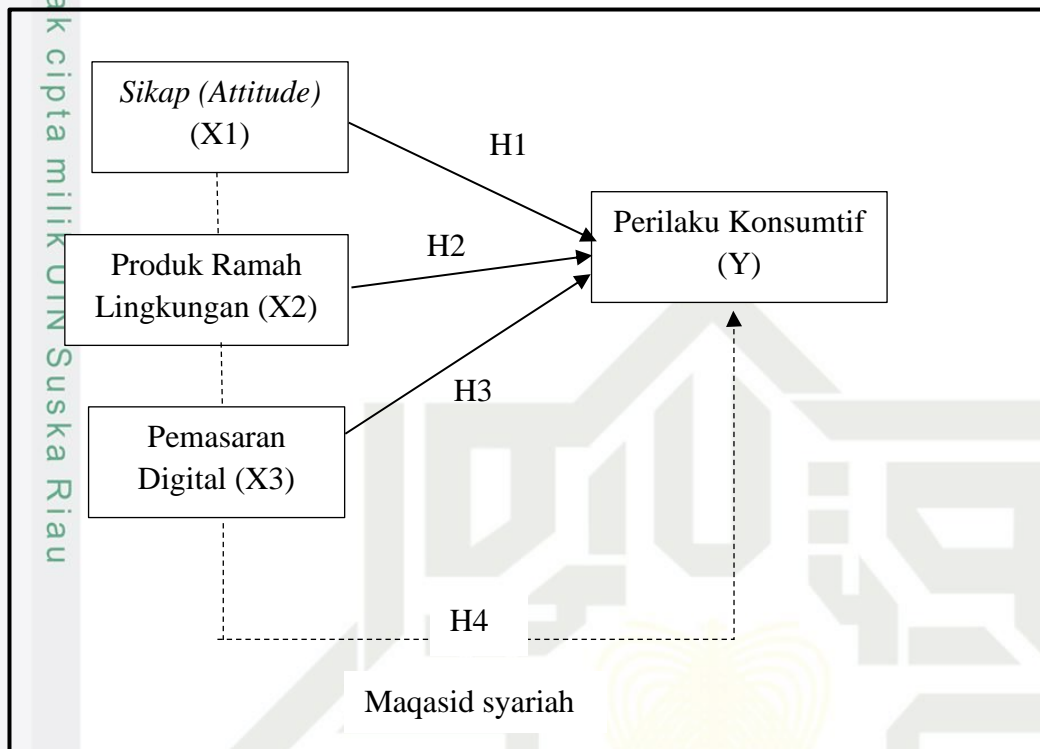 ak cipta milik UIN Suska Riau
Sikap (Attitude)
(X1)
H1
Perilaku Konsumtif
(Y)
Produk Ramah
Lingkungan (X2)
H2
H3
Pemasaran
Digital (X3)
H4
Maqasid syariah